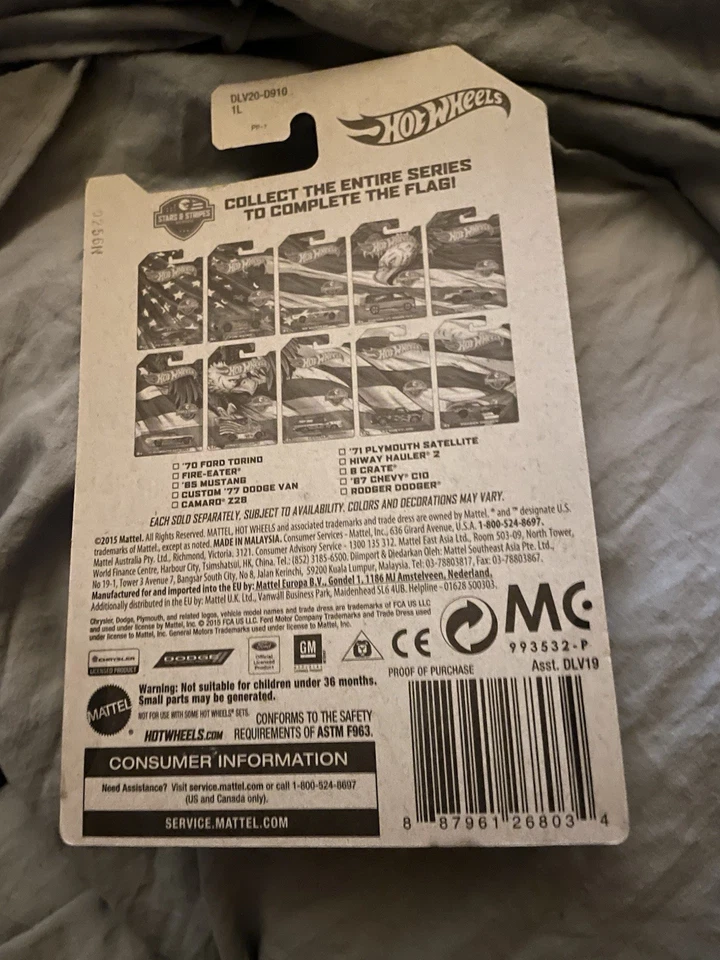 DLV20-D910
1L
PP-1
HOT WHEELS
0256N
STARS & STRIPES
COLLECT THE ENTIRE SERIES
TO COMPLETE THE FLAG!
□ '70 FORD TORINO
□ FIRE-EATER®
□ '85 MUSTANG
□ CUSTOM '77 DODGE VAN
□ CAMARO® Z28
□ '71 PLYMOUTH SATELLITE
□ HIWAY HAULER® 2
□ 8 CRATE®
□ '67 CHEVY® C10
□ RODGER DODGER®
EACH SOLD SEPARATELY, SUBJECT TO AVAILABILITY. COLORS AND DECORATIONS MAY VARY.
©2015 Mattel. All Rights Reserved. MATTEL, HOT WHEELS and associated trademarks and trade dress are owned by Mattel. ® and ™ designate U.S.
trademarks of Mattel, except as noted. MADE IN MALAYSIA. Consumer Services - Mattel, Inc., 636 Girard Avenue, U.S.A. 1-800-524-8697.
Mattel Australia Pty. Ltd., Richmond, Victoria. 3121. Consumer Advisory Service - 1300 135 312. Mattel East Asia Ltd., Room 503-09, North Tower,
World Finance Centre, Harbour City, Tsimshatsui, HK, China. Tel.: (852) 3185-6500. Diimport & Diedarkan Oleh: Mattel Southeast Asia Pte. Ltd.,
No 19-1, Tower 3 Avenue 7, Bangsar South City, No 8, Jalan Kerinchi, 59200 Kuala Lumpur, Malaysia. Tel: 03-78803817, Fax: 03-78803867.
Manufactured for and imported into the EU by: Mattel Europa B.V., Gondel 1, 1186 MJ Amstelveen, Nederland.
Additionally distributed in the EU by: Mattel U.K. Ltd., Vanwall Business Park, Maidenhead SL6 4UB. Helpline - 01628 500303.
Chrysler, Dodge, Plymouth, and related logos, vehicle model names and trade dress are trademarks of FCA US LLC
and used under license by Mattel, Inc. © 2015 FCA US LLC. Ford Motor Company Trademarks and Trade Dress used
under license to Mattel, Inc. General Motors Trademarks used under license to Mattel, Inc.
CHRYSLER
LICENSED PRODUCT
DODGE
Ford
Official
Licensed
Product
GM
CE
MC
993532-P
Asst. DLV19
PROOF OF PURCHASE
MATTEL
®
Warning: Not suitable for children under 36 months.
Small parts may be generated.
NOT FOR USE WITH SOME HOT WHEELS® SETS.
HOTWHEELS.COM
CONFORMS TO THE SAFETY
REQUIREMENTS OF ASTM F963.
CONSUMER INFORMATION
Need Assistance? Visit service.mattel.com or call 1-800-524-8697
(US and Canada only).
SERVICE.MATTEL.COM
8 87961 26803 4